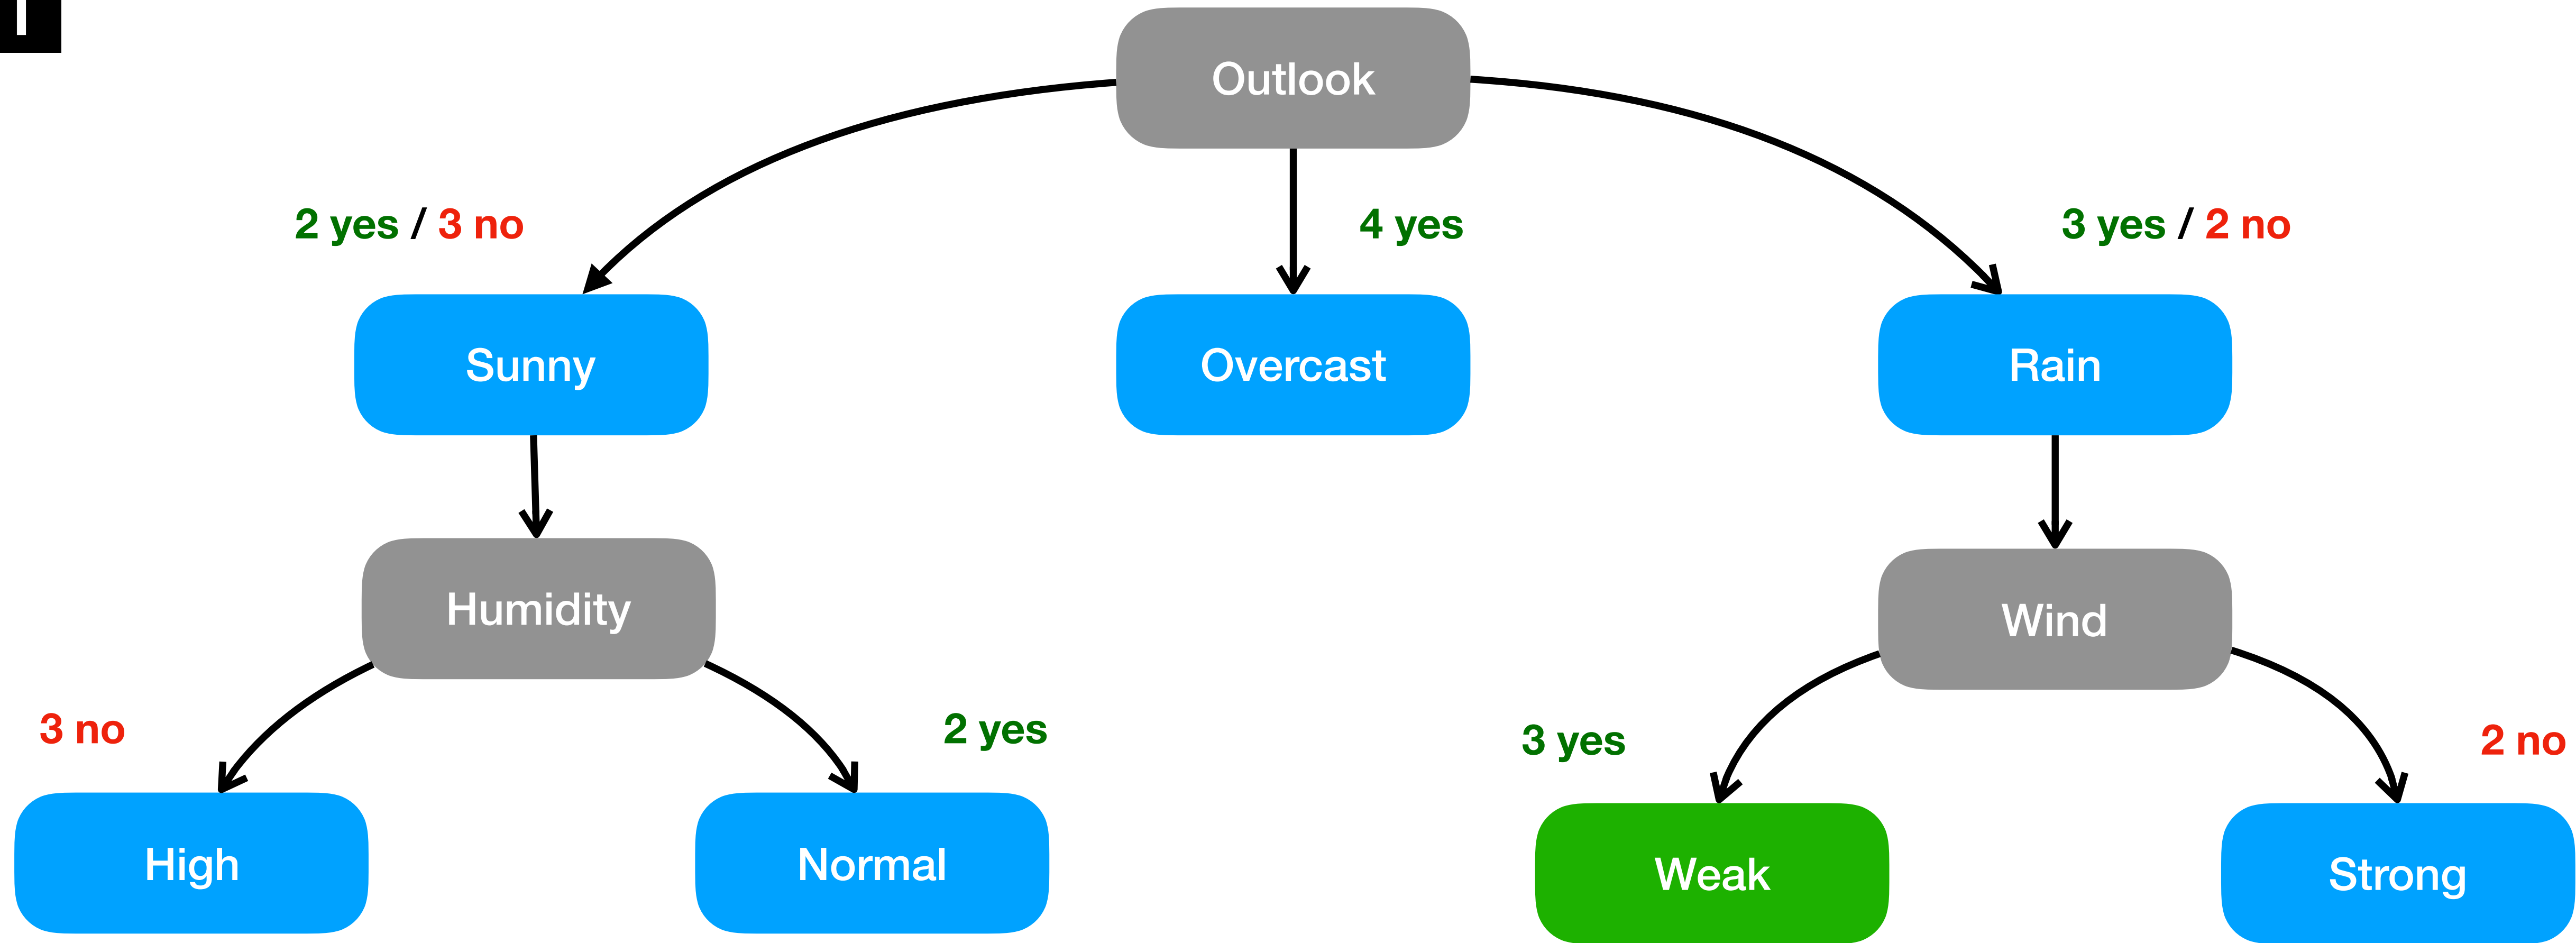 Outlook
2 yes / 3 no
4 yes
3 yes / 2 no
Sunny
Overcast
Rain
Humidity
Wind
3 no
2 yes
3 yes
2 no
High
Normal
Weak
Strong